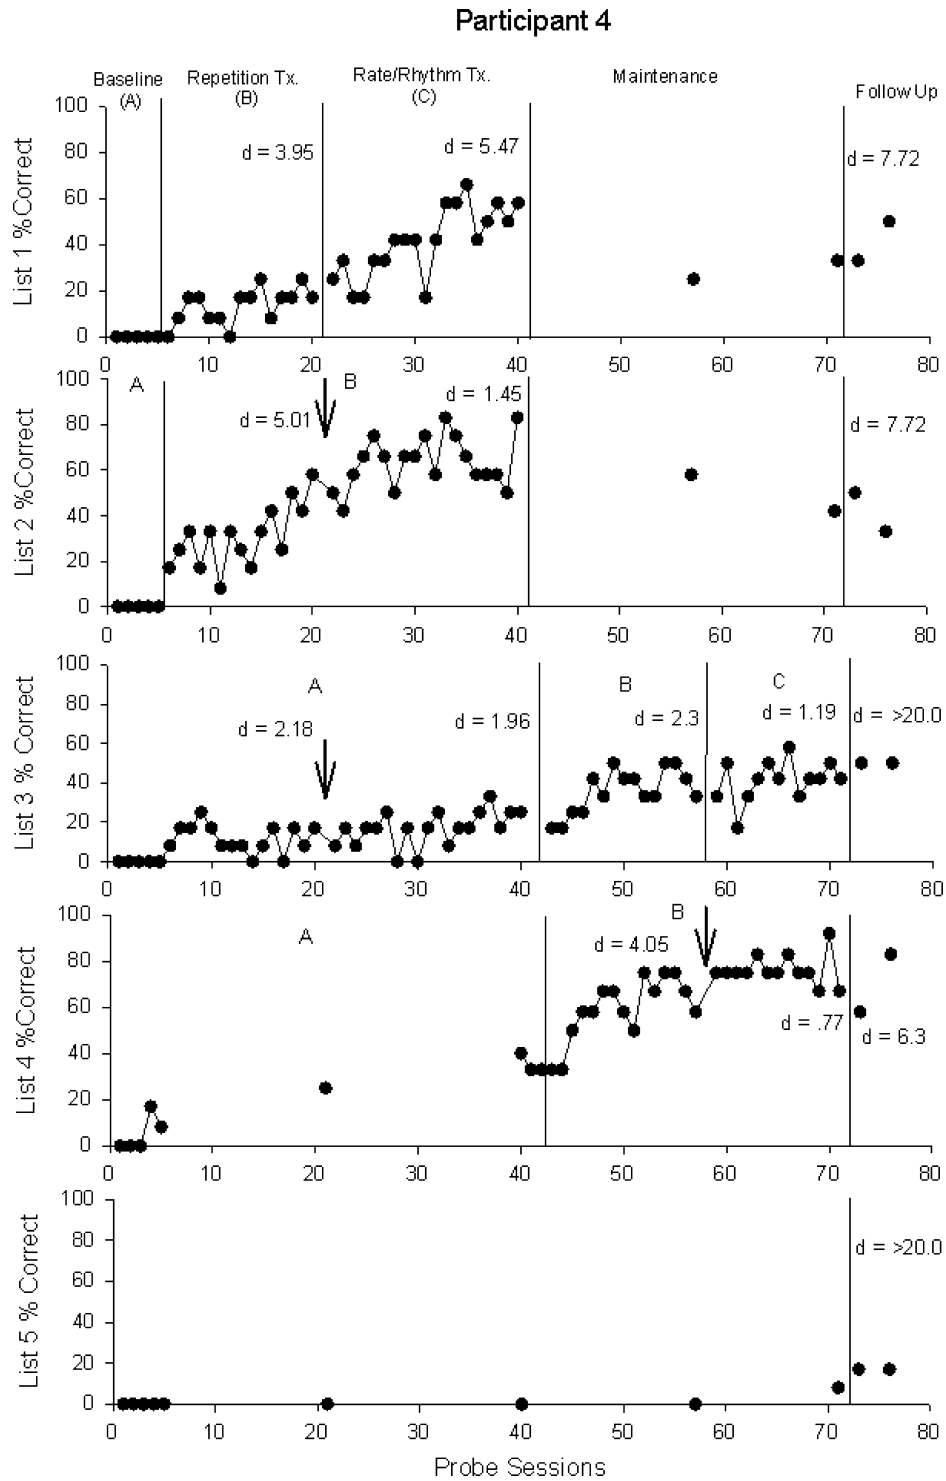 Participant 4
Baseline (A)
Repetition Tx. (B)
Rate/Rhythm Tx. (C)
Maintenance
Follow Up
List 1 %Correct
100
80
60
40
20
0
d = 3.95
d = 5.47
d = 7.72
0 10 20 30 40 50 60 70 80
List 2 %Correct
100
80
60
40
20
0
A
B
d = 5.01
d = 1.45
d = 7.72
0 10 20 30 40 50 60 70 80
List 3 % Correct
100
80
60
40
20
0
A
B
C
d = 2.18
d = 1.96
d = 2.3
d = 1.19
d = >20.0
0 10 20 30 40 50 60 70 80
List 4 %Correct
100
80
60
40
20
0
A
B
d = 4.05
d = .77
d = 6.3
0 10 20 30 40 50 60 70 80
List 5 % Correct
100
80
60
40
20
0
d = >20.0
0 10 20 30 40 50 60 70 80
Probe Sessions